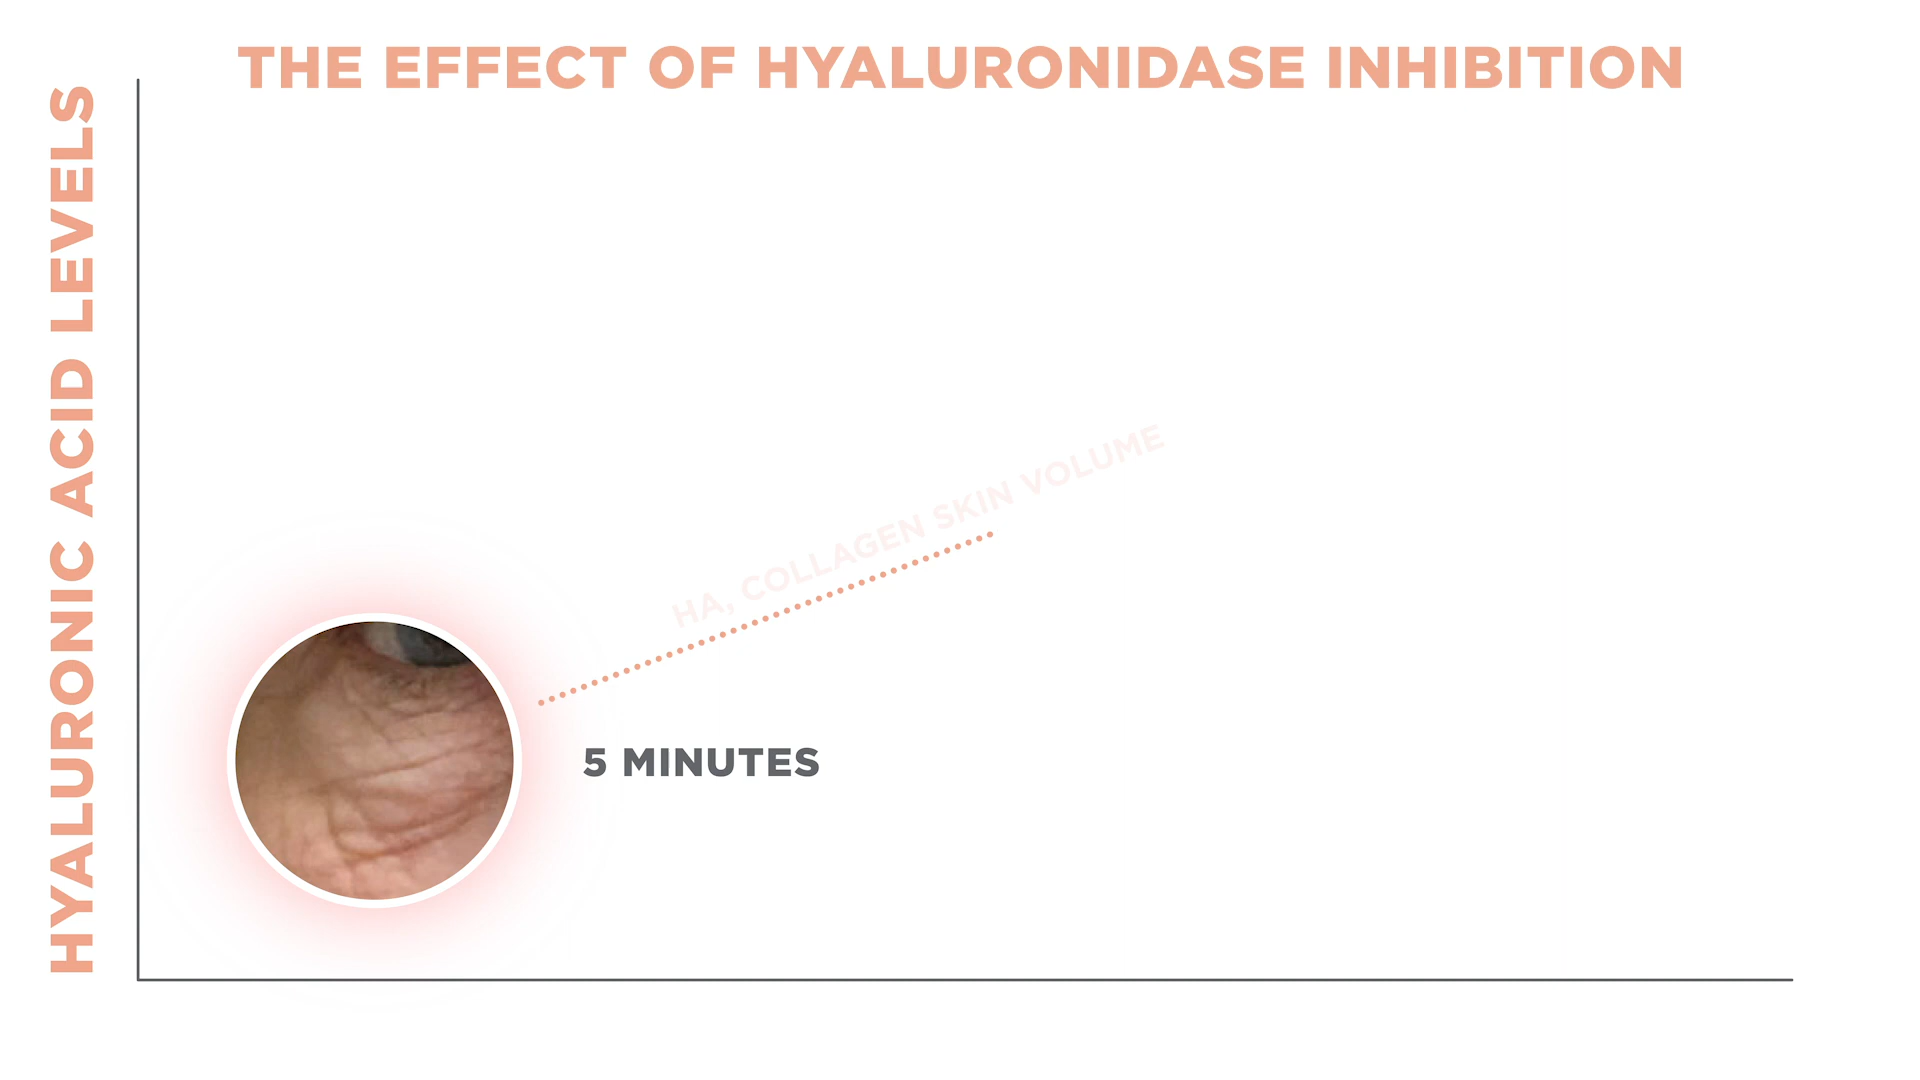 THE EFFECT OF HYALURONIDASE INHIBITION
HYALURONIC ACID LEVELS
HA, COLLAGEN SKIN VOLUME
5 MINUTES